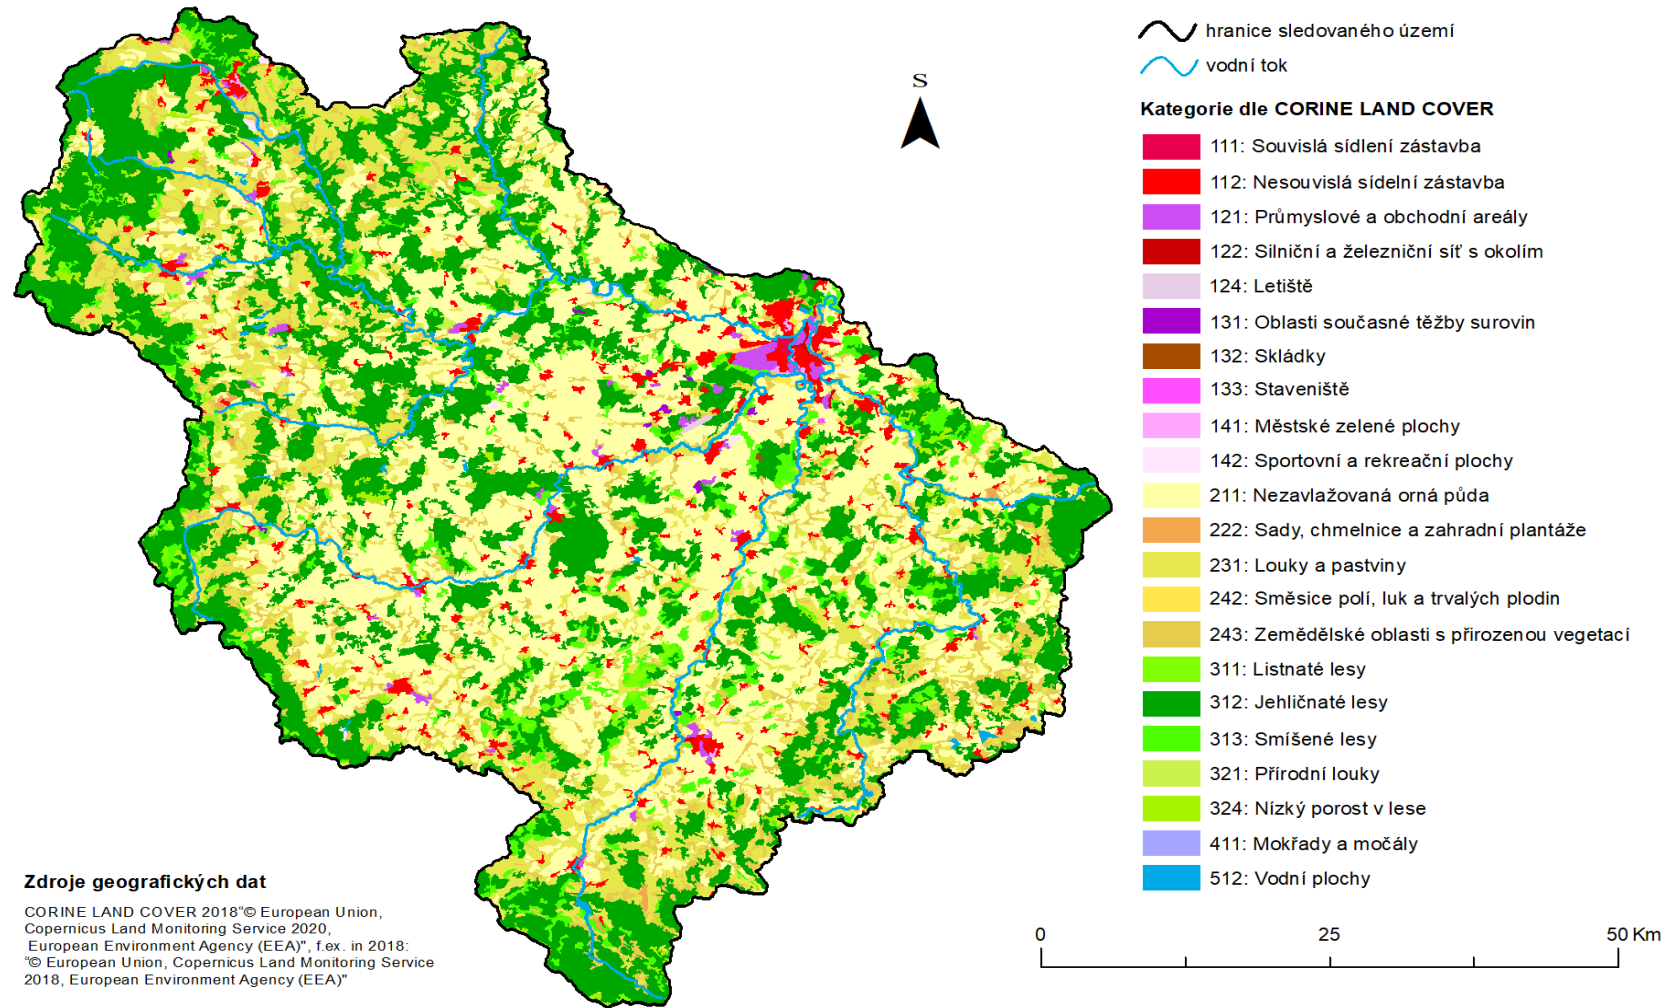 hranice sledovaného území
vodní tok
S
Kategorie dle CORINE LAND COVER
111: Souvislá sídlení zástavba
112: Nesouvislá sídelní zástavba
121: Průmyslové a obchodní areály
122: Silniční a železniční síť s okolím
124: Letiště
131: Oblasti současné těžby surovin
132: Skládky
133: Staveniště
141: Městské zelené plochy
142: Sportovní a rekreační plochy
211: Nezavlažovaná orná půda
222: Sady, chmelnice a zahradní plantáže
231: Louky a pastviny
242: Směsice polí, luk a trvalých plodin
243: Zemědělské oblasti s přirozenou vegetací
311: Listnaté lesy
312: Jehličnaté lesy
313: Smíšené lesy
321: Přírodní louky
324: Nízký porost v lese
411: Mokřady a močály
512: Vodní plochy
Zdroje geografických dat
CORINE LAND COVER 2018“© European Union,
Copernicus Land Monitoring Service 2020,
European Environment Agency (EEA)", f.ex. in 2018:
“© European Union, Copernicus Land Monitoring Service
2018, European Environment Agency (EEA)"
0 25 50 Km